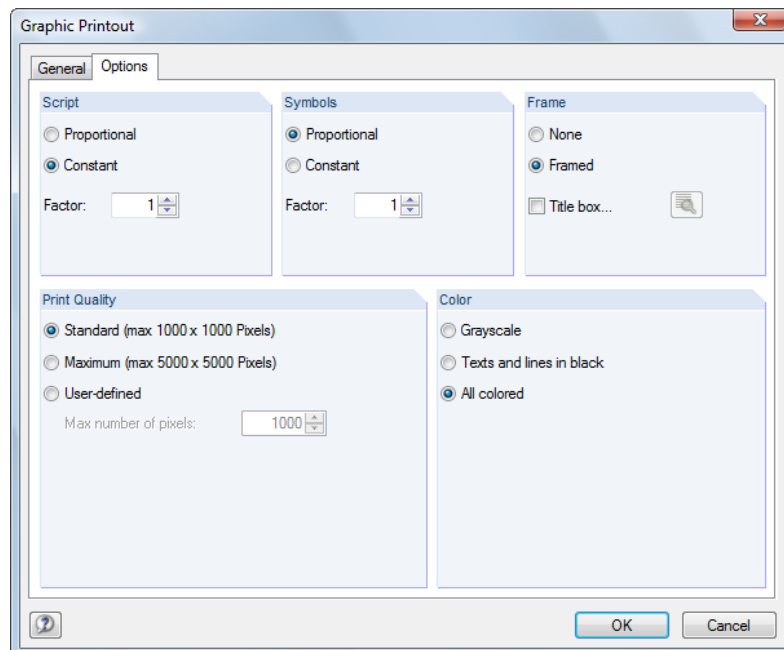 Graphic Printout
General
Options
Script
Proportional
Constant
Factor: 1
Symbols
Proportional
Constant
Factor: 1
Frame
None
Framed
Title box...
Print Quality
Standard (max 1000 x 1000 Pixels)
Maximum (max 5000 x 5000 Pixels)
User-defined
Max number of pixels: 1000
Color
Grayscale
Texts and lines in black
All colored
OK
Cancel